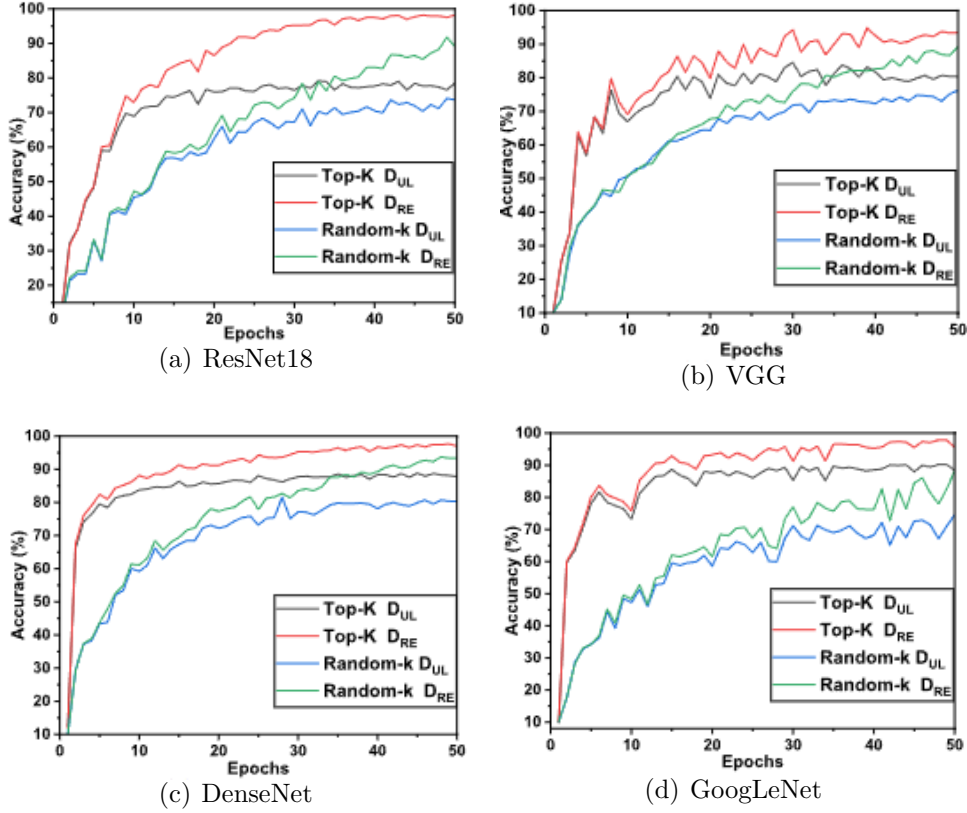 100
90
80
70
60
50
40
30
20
Accuracy (%)
Top-K D_UL
Top-K D_RE
Random-k D_UL
Random-k D_RE
0 10 20 30 40 50
Epochs
(a) ResNet18
100
90
80
70
60
50
40
30
20
10
Accuracy (%)
Top-K D_UL
Top-K D_RE
Random-k D_UL
Random-k D_RE
0 10 20 30 40 50
Epochs
(b) VGG
100
90
80
70
60
50
40
30
20
10
Accuracy (%)
Top-K D_UL
Top-K D_RE
Random-k D_UL
Random-k D_RE
0 10 20 30 40 50
Epochs
(c) DenseNet
100
90
80
70
60
50
40
30
20
10
Accuracy (%)
Top-K D_UL
Top-K D_RE
Random-k D_UL
Random-k D_RE
0 10 20 30 40 50
Epochs
(d) GoogLeNet